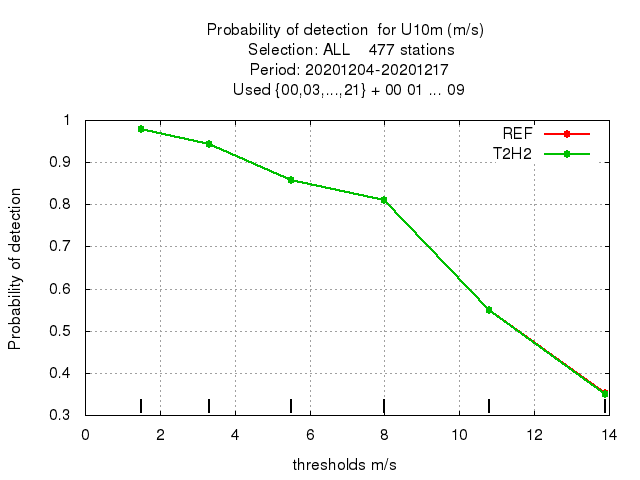 Probability of detection  for U10m (m/s)
Selection: ALL    477 stations
Period: 20201204-20201217
Used {00,03,...,21} + 00 01 ... 09
REF
T2H2
Probability of detection
1
0.9
0.8
0.7
0.6
0.5
0.4
0.3
0 2 4 6 8 10 12 14
thresholds m/s